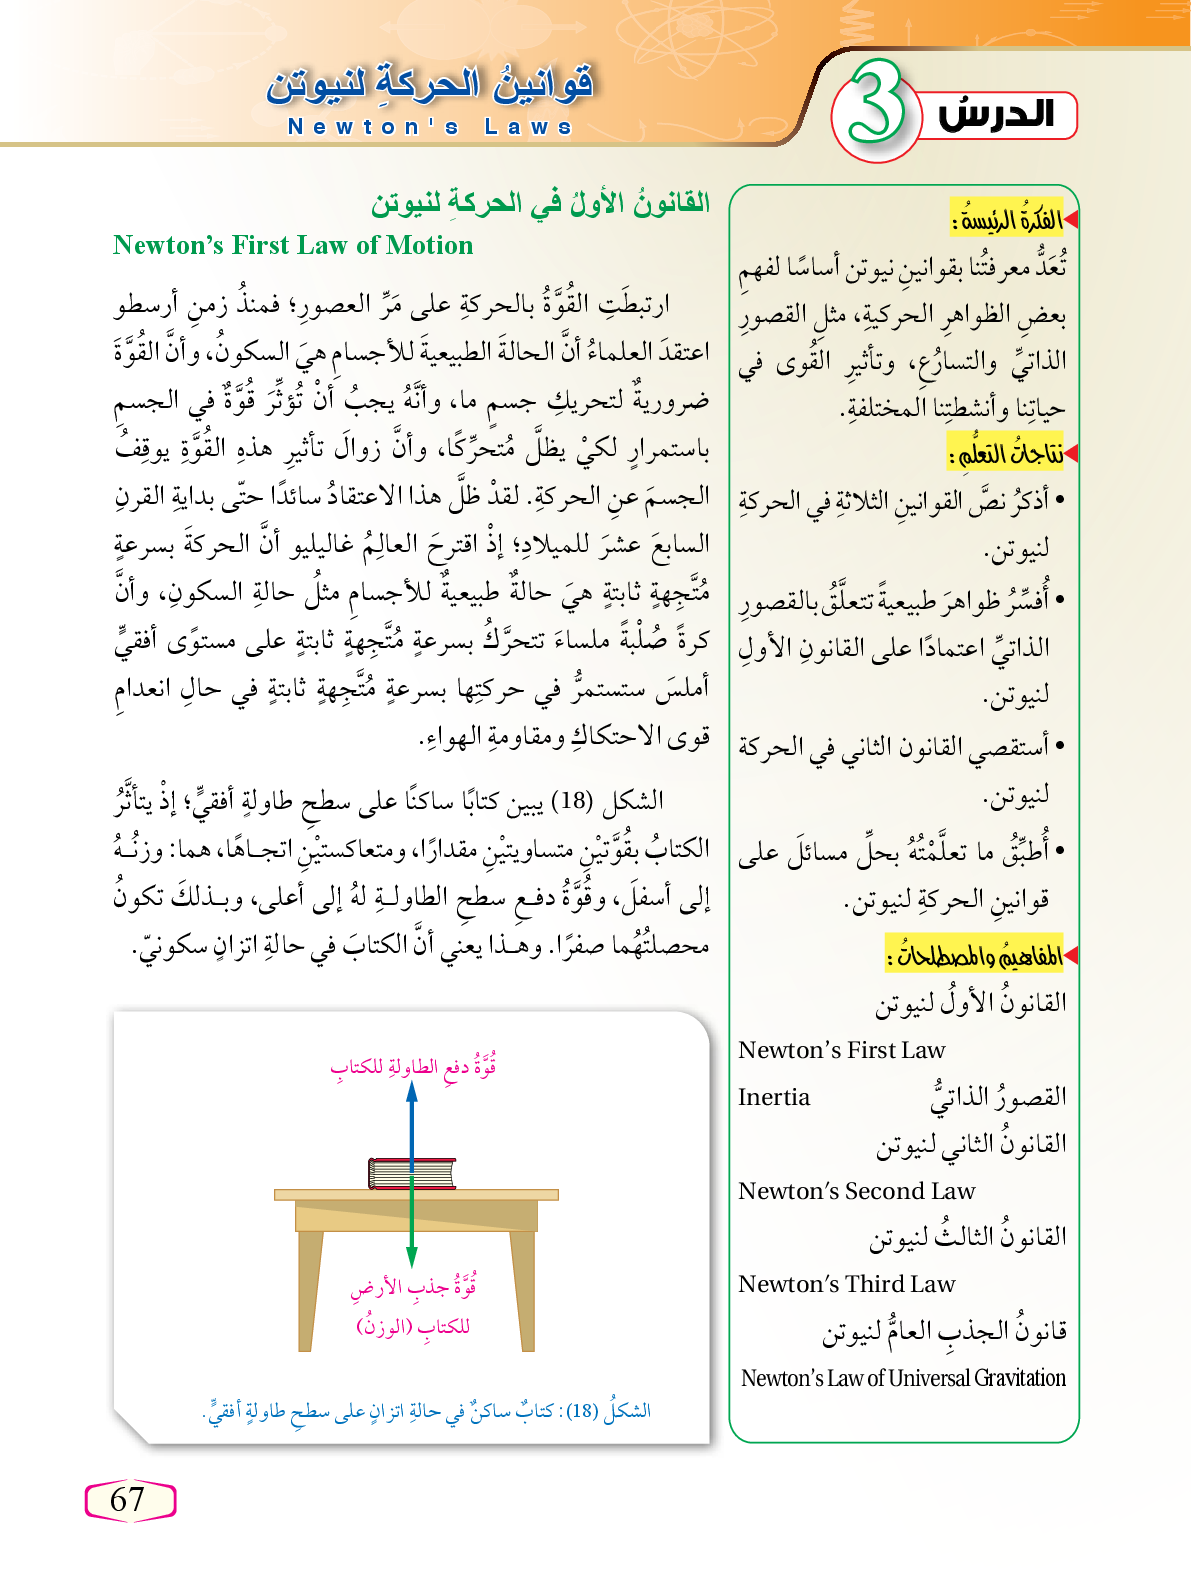 الدرسُ 3
قوانينُ الحركةِ لنيوتن
Newton's Laws
الفكرةُ الرئيسةُ :
تُعَدُّ معرفتُنا بقوانينِ نيوتن أساسًا لفهمِ
بعضِ الظواهرِ الحركيةِ، مثلِ القصورِ
الذاتيِّ والتسارُعِ، وتأثيرِ القُوى في
حياتِنا وأنشطتِنا المختلفةِ.
نتاجاتُ التعلُّمِ :
• أذكرُ نصَّ القوانينِ الثلاثةِ في الحركةِ
لنيوتن.
• أُفسِّرُ ظواهرَ طبيعيةً تتعلَّقُ بالقصورِ
الذاتيِّ اعتمادًا على القانونِ الأولِ
لنيوتن.
• أستقصي القانون الثاني في الحركة
لنيوتن.
• أُطبِّقُ ما تعلَّمْتُهُ بحلِّ مسائلَ على
قوانينِ الحركةِ لنيوتن.
المفاهيمُ والمصطلحاتُ :
القانونُ الأولُ لنيوتن
Newton's First Law
القصورُ الذاتيُّ Inertia
القانونُ الثاني لنيوتن
Newton's Second Law
القانونُ الثالثُ لنيوتن
Newton's Third Law
قانونُ الجذبِ العامُّ لنيوتن
Newton's Law of Universal Gravitation
القانونُ الأولُ في الحركةِ لنيوتن
Newton's First Law of Motion
ارتبطَتِ القُوَّةُ بالحركةِ على مَرِّ العصورِ؛ فمنذُ زمنِ أرسطو
اعتقدَ العلماءُ أنَّ الحالةَ الطبيعيةَ للأجسامِ هيَ السكونُ، وأنَّ القُوَّةَ
ضروريةٌ لتحريكِ جسمٍ ما، وأنَّهُ يجبُ أنْ تُؤثِّرَ قُوَّةٌ في الجسمِ
باستمرارٍ لكيْ يظلَّ مُتحرِّكًا، وأنَّ زوالَ تأثيرِ هذهِ القُوَّةِ يوقِفُ
الجسمَ عنِ الحركةِ. لقدْ ظلَّ هذا الاعتقادُ سائدًا حتّى بدايةِ القرنِ
السابعَ عشرَ للميلادِ؛ إذْ اقترحَ العالِمُ غاليليو أنَّ الحركةَ بسرعةٍ
مُتَّجِهةٍ ثابتةٍ هيَ حالةٌ طبيعيةٌ للأجسامِ مثلُ حالةِ السكونِ، وأنَّ
كرةً صُلْبةً ملساءَ تتحرَّكُ بسرعةٍ مُتَّجِهةٍ ثابتةٍ على مستوًى أفقيٍّ
أملسَ ستستمرُّ في حركتِها بسرعةٍ مُتَّجِهةٍ ثابتةٍ في حالِ انعدامِ
قوى الاحتكاكِ ومقاومةِ الهواءِ.
الشكل (18) يبين كتابًا ساكنًا على سطحِ طاولةٍ أفقيٍّ؛ إذْ يتأثَّرُ
الكتابُ بقُوَّتيْنِ متساويتيْنِ مقدارًا، ومتعاكستيْنِ اتجـاهًا، هما: وزنُـهُ
إلى أسفلَ، وقُوَّةُ دفـعِ سطحِ الطاولـةِ لهُ إلى أعلى، وبـذلكَ تكونُ
محصلتُهُما صفرًا. وهـذا يعني أنَّ الكتابَ في حالةِ اتزانٍ سكونيّ.
قُوَّةُ دفعِ الطاولةِ للكتابِ
قُوَّةُ جذبِ الأرضِ
للكتابِ (الوزنُ)
الشكلُ (18): كتابٌ ساكنٌ في حالةِ اتزانٍ على سطحِ طاولةٍ أفقيٍّ.
67